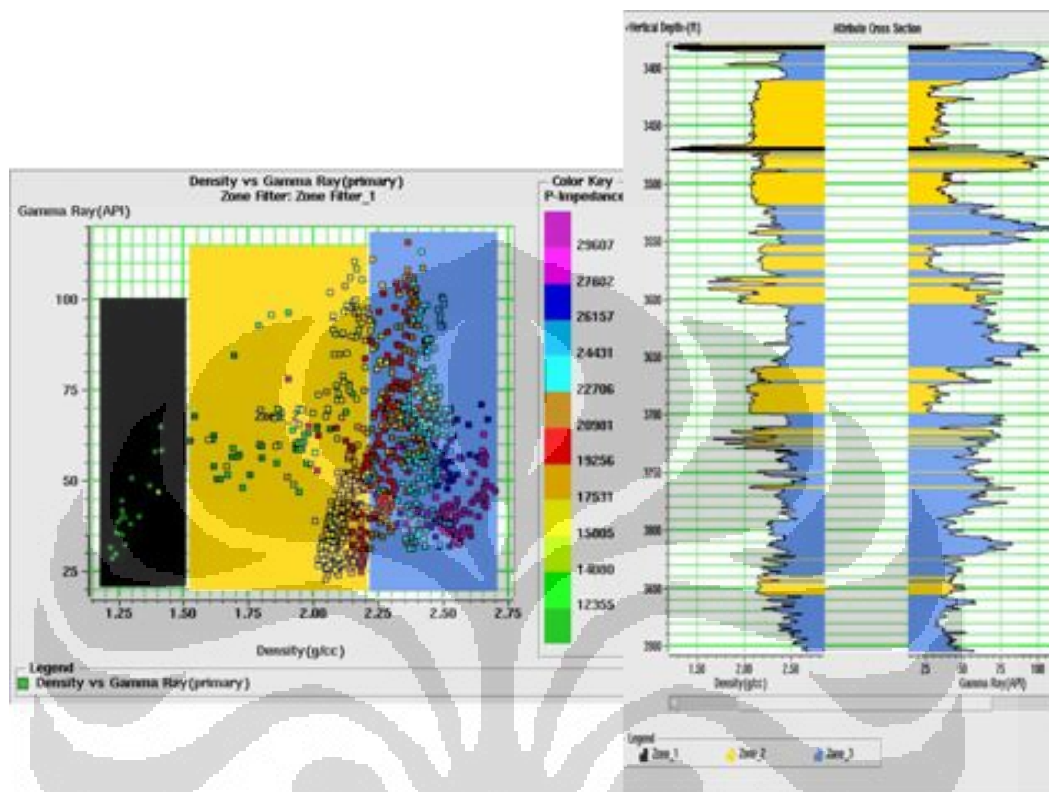 Density vs Gamma Ray(primary)
Zone Filter: Zone Filter_1
Gamma Ray(API)
100
75
50
25
Zone
1.25 1.50 1.75 2.00 2.25 2.50 2.75
Density(g/cc)
Legend
Density vs Gamma Ray(primary)
Color Key
P-Impedance
29607
27602
26157
24431
22706
20981
19256
17531
15805
14080
12355
Vertical Depth-(ft)
Attribute Cross Section
2.00 2.50
Density(g/cc)
25 50 75 100
Gamma Ray(API)
Legend
Zone_1 Zone_2 Zone_3